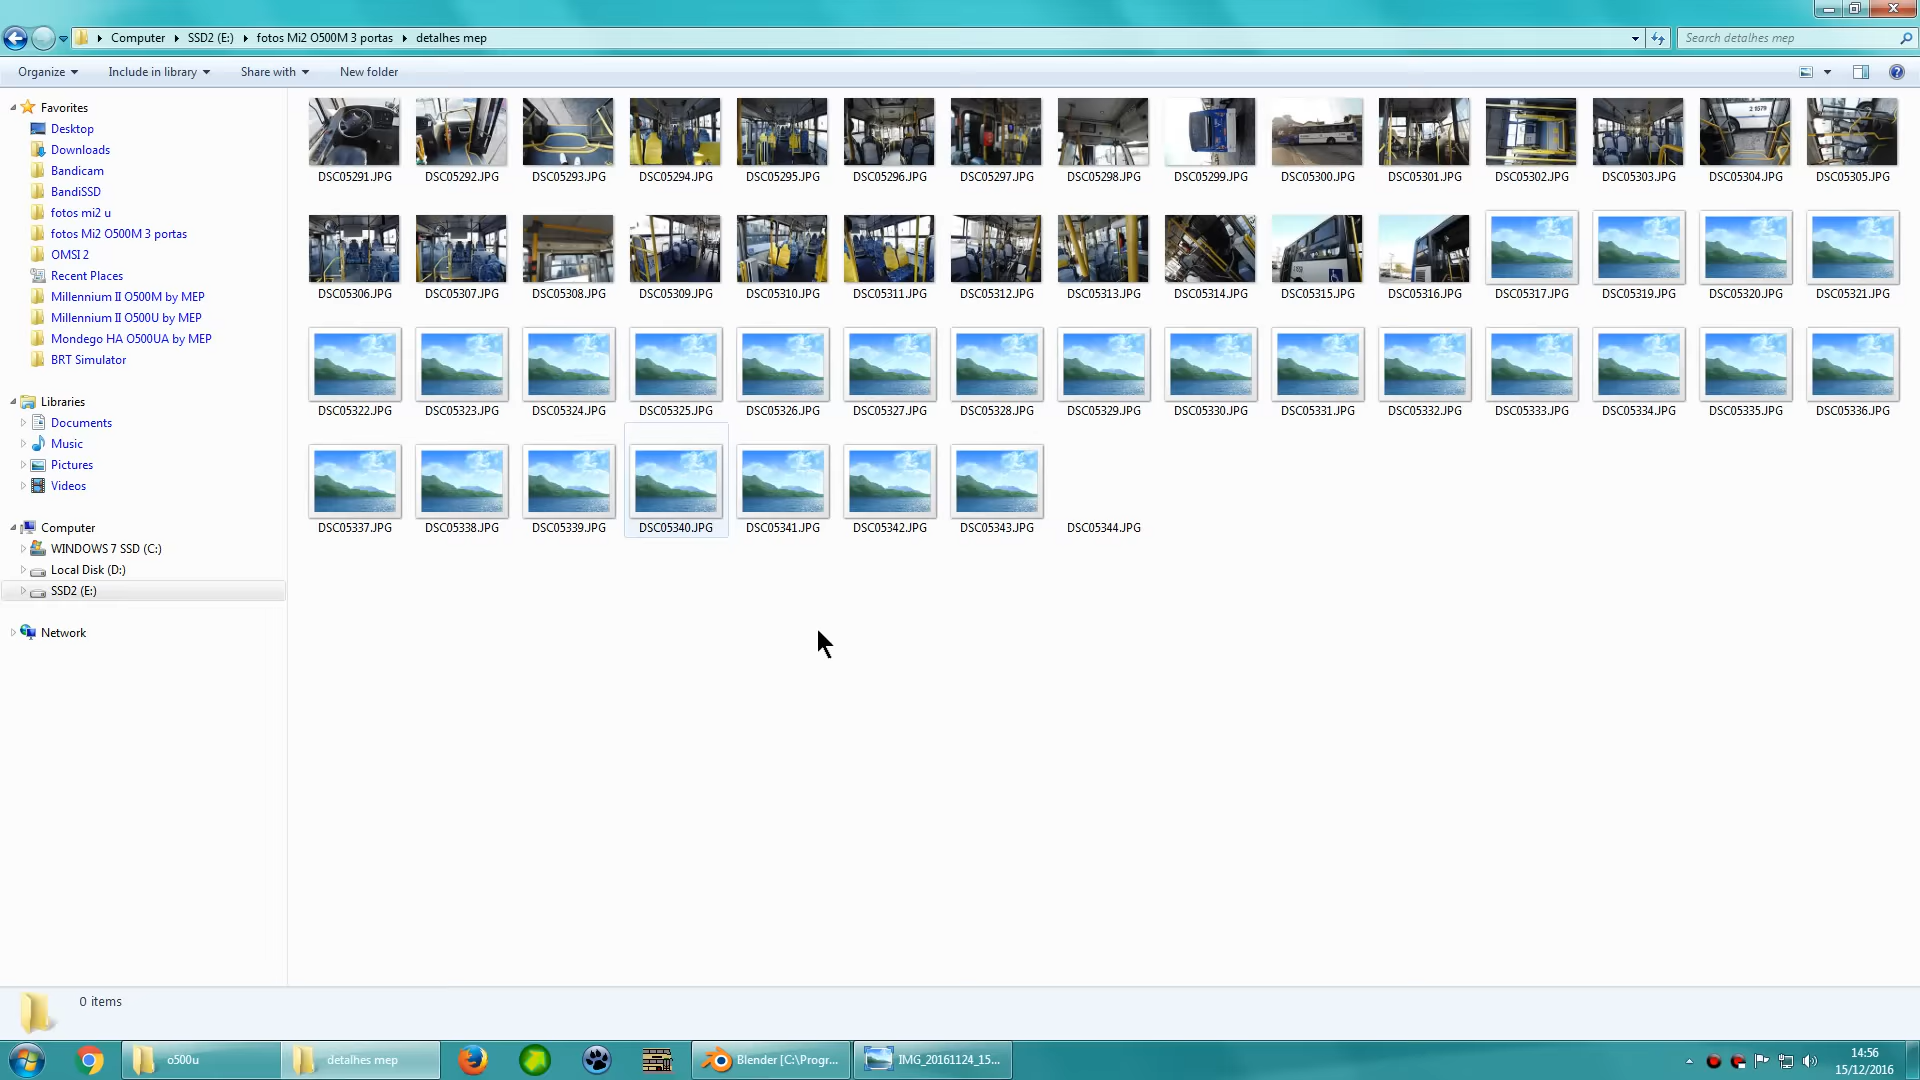 Computer SSD2 (E:) fotos Mi2 O500M 3 portas detalhes mep
Search detalhes mep
Organize Include in library Share with New folder
Favorites
Desktop
Downloads
Bandicam
BandiSSD
fotos mi2 u
fotos Mi2 O500M 3 portas
OMSI 2
Recent Places
Millennium II O500M by MEP
Millennium II O500U by MEP
Mondego HA O500UA by MEP
BRT Simulator
Libraries
Documents
Music
Pictures
Videos
Computer
WINDOWS 7 SSD (C:)
Local Disk (D:)
SSD2 (E:)
Network
DSC05291.JPG DSC05292.JPG DSC05293.JPG DSC05294.JPG DSC05295.JPG DSC05296.JPG DSC05297.JPG DSC05298.JPG DSC05299.JPG DSC05300.JPG DSC05301.JPG DSC05302.JPG DSC05303.JPG DSC05304.JPG DSC05305.JPG
DSC05306.JPG DSC05307.JPG DSC05308.JPG DSC05309.JPG DSC05310.JPG DSC05311.JPG DSC05312.JPG DSC05313.JPG DSC05314.JPG DSC05315.JPG DSC05316.JPG DSC05317.JPG DSC05319.JPG DSC05320.JPG DSC05321.JPG
DSC05322.JPG DSC05323.JPG DSC05324.JPG DSC05325.JPG DSC05326.JPG DSC05327.JPG DSC05328.JPG DSC05329.JPG DSC05330.JPG DSC05331.JPG DSC05332.JPG DSC05333.JPG DSC05334.JPG DSC05335.JPG DSC05336.JPG
DSC05337.JPG DSC05338.JPG DSC05339.JPG DSC05340.JPG DSC05341.JPG DSC05342.JPG DSC05343.JPG DSC05344.JPG
0 items
o500u
detalhes mep
Blender [C:\Progr...
IMG_20161124_15...
14:56
15/12/2016